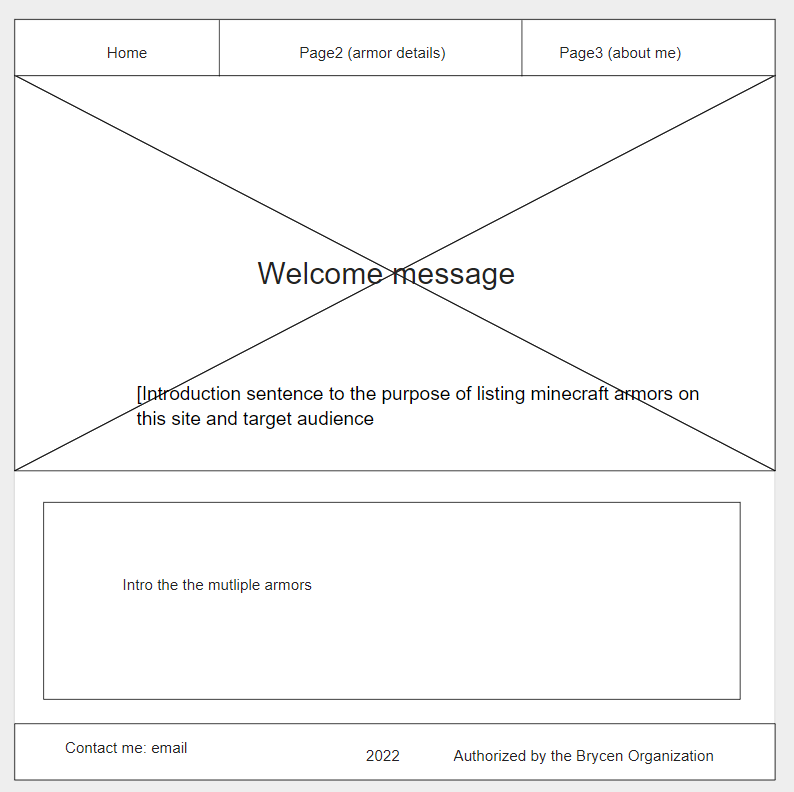 Home
Page2 (armor details)
Page3 (about me)
Welcome message
[Introduction sentence to the purpose of listing minecraft armors on
this site and target audience
Intro the the mutliple armors
Contact me: email
2022
Authorized by the Brycen Organization